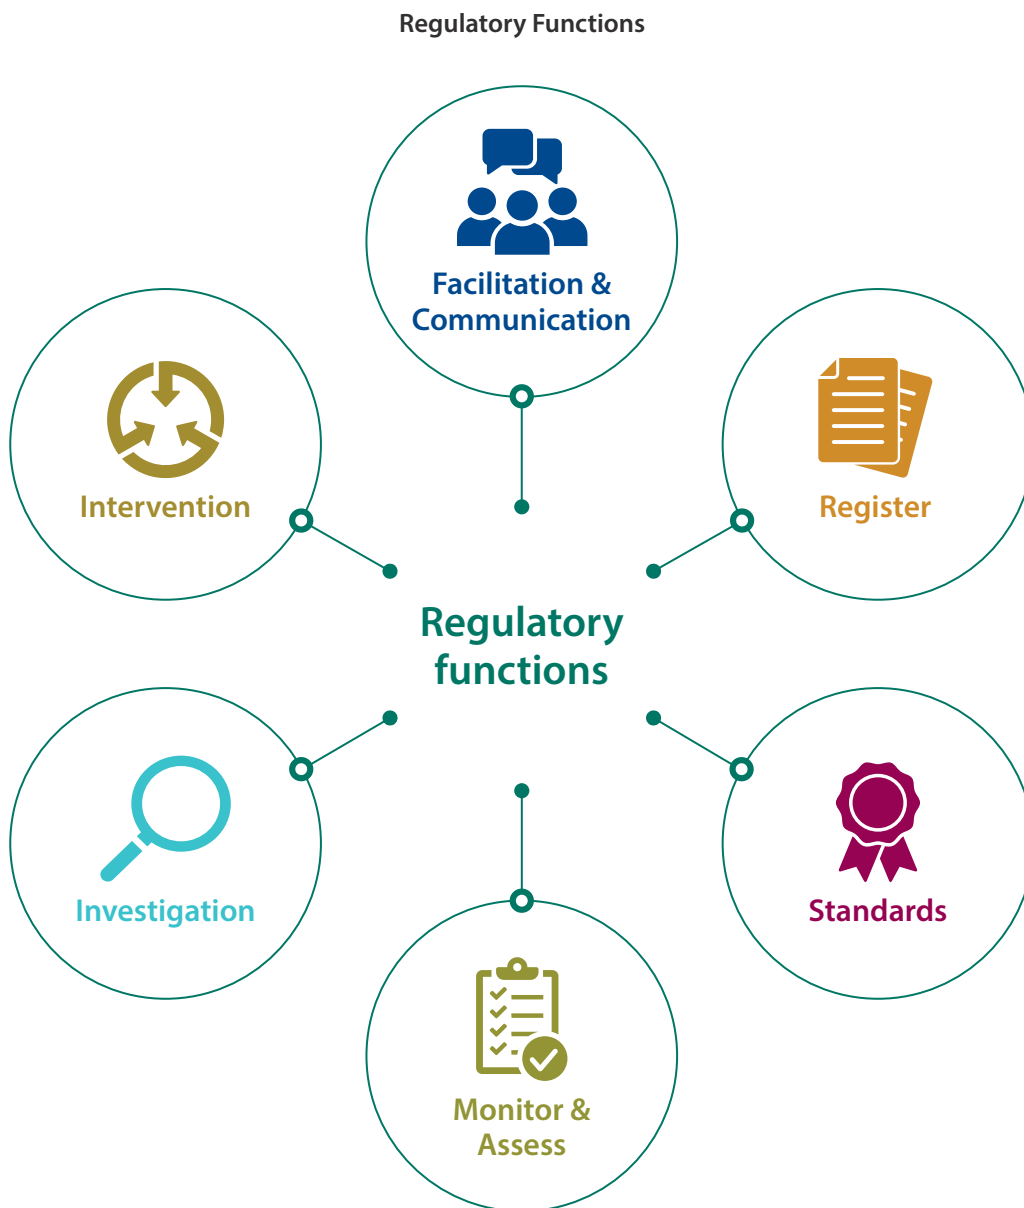 Regulatory Functions
Facilitation &
Communication
Intervention
Register
Regulatory
functions
Investigation
Standards
Monitor &
Assess